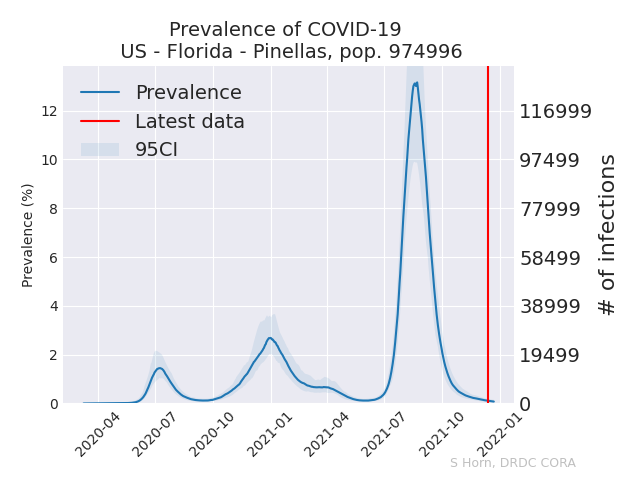 Prevalence of COVID-19
US - Florida - Pinellas, pop. 974996
Prevalence
Latest data
95CI
Prevalence (%)
12
10
8
6
4
2
0
116999
97499
77999
58499
38999
19499
0
# of infections
2020-04
2020-07
2020-10
2021-01
2021-04
2021-07
2021-10
2022-01
S Horn, DRDC CORA